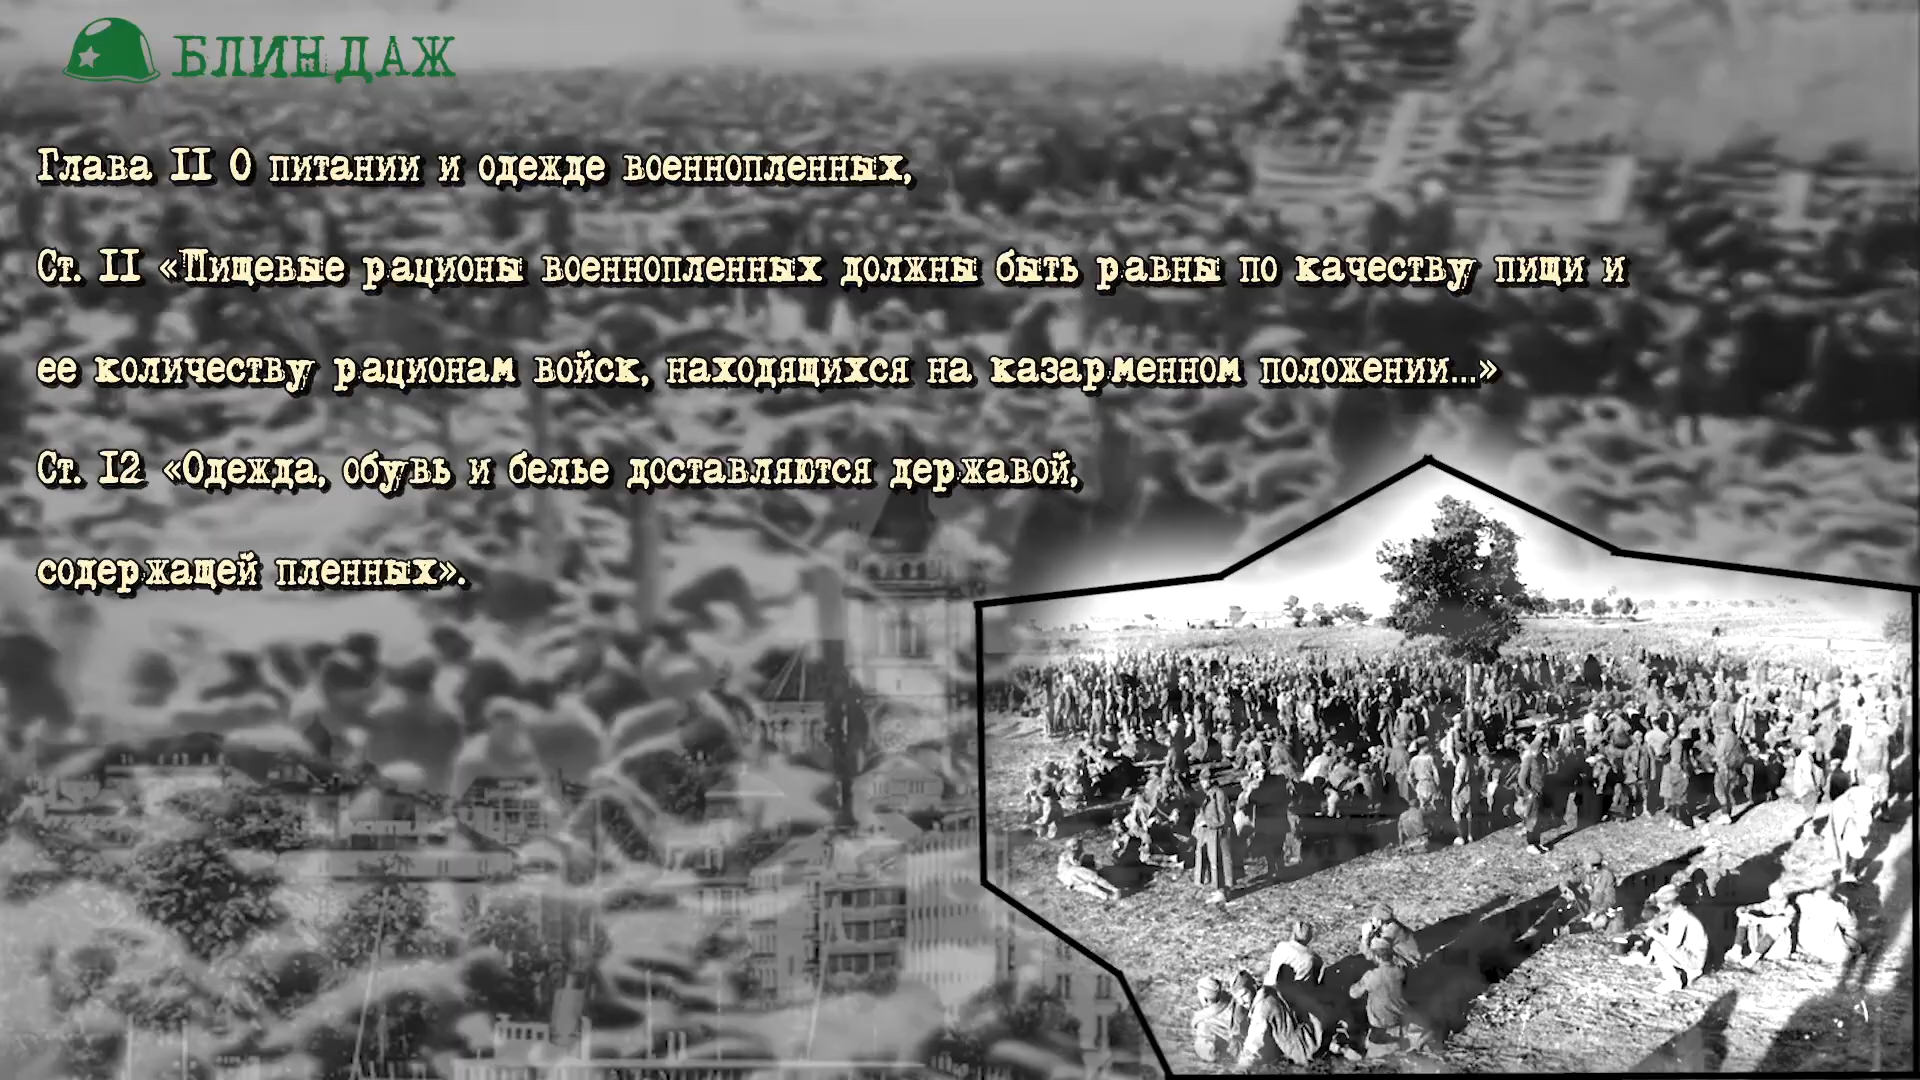 БЛИНДАЖ
Глава II О питании и одежде военнопленных,
Ст. II «Пищевые рационы военнопленных должны быть равны по качеству пищи и
ее количеству рационам войск, находящихся на казарменном положении...»
Ст. I2 «Одежда, обувь и белье доставляются державой,
содержащей пленных».